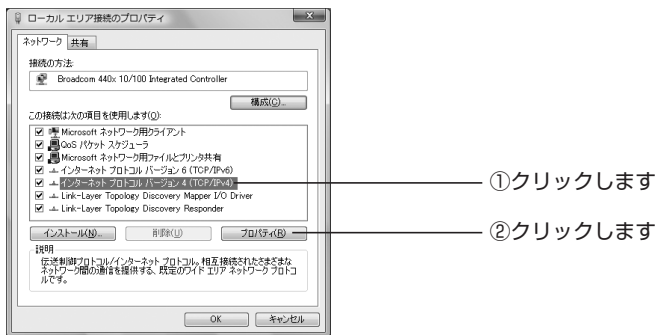 ローカル エリア接続のプロパティ
ネットワーク 共有
接続の方法:
Broadcom 440x 10/100 Integrated Controller
構成(C)...
この接続は次の項目を使用します(O):
Microsoft ネットワーク用クライアント
QoS パケット スケジューラ
Microsoft ネットワーク用ファイルとプリンタ共有
インターネット プロトコル バージョン 6 (TCP/IPv6)
インターネット プロトコル バージョン 4 (TCP/IPv4)
①クリックします
Link-Layer Topology Discovery Mapper I/O Driver
Link-Layer Topology Discovery Responder
インストール(N)... 削除(U) プロパティ(R)
②クリックします
説明
伝送制御プロトコル/インターネット プロトコル。相互接続されたさまざまな
ネットワーク間の通信を提供する、既定のワイド エリア ネットワーク プロトコ
ルです。
OK キャンセル